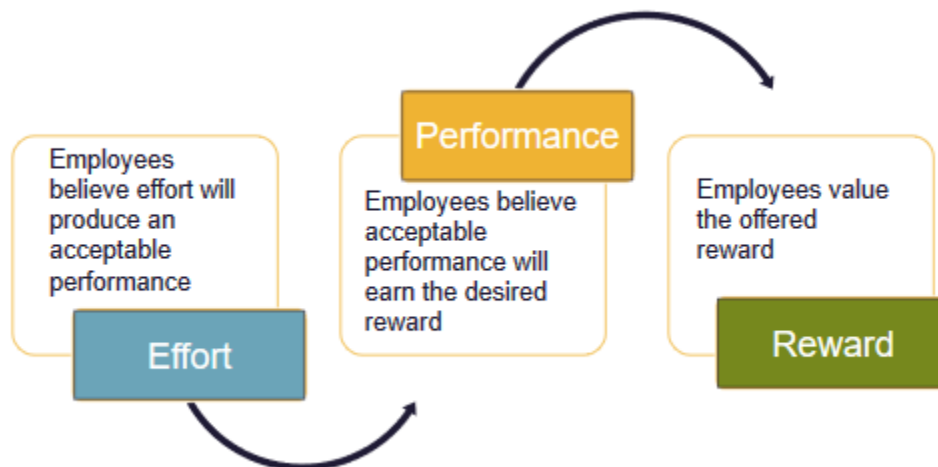 Employees
believe effort will
produce an
acceptable
performance
Effort
Performance
Employees believe
acceptable
performance will
earn the desired
reward
Employees value
the offered
reward
Reward